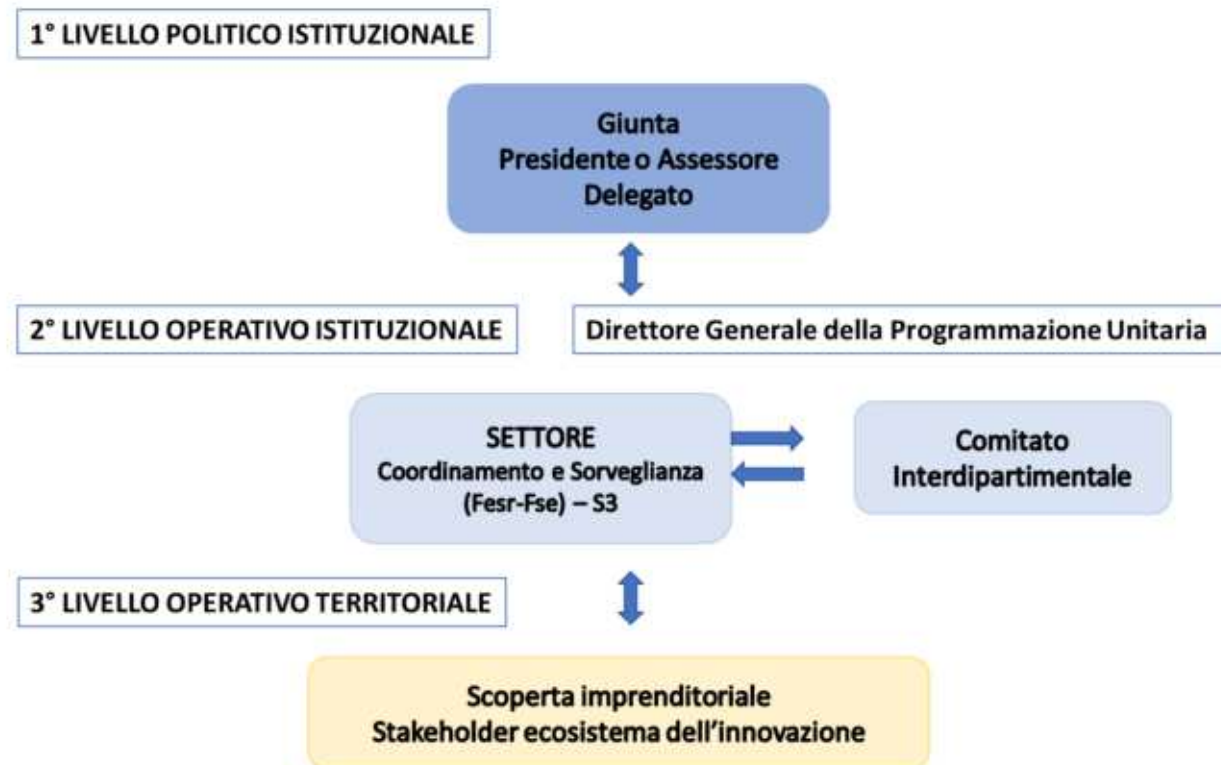 1° LIVELLO POLITICO ISTITUZIONALE
Giunta
Presidente o Assessore
Delegato
2° LIVELLO OPERATIVO ISTITUZIONALE
Direttore Generale della Programmazione Unitaria
SETTORE
Coordinamento e Sorveglianza
(Fesr-Fse) – S3
Comitato
Interdipartimentale
3° LIVELLO OPERATIVO TERRITORIALE
Scoperta imprenditoriale
Stakeholder ecosistema dell'innovazione